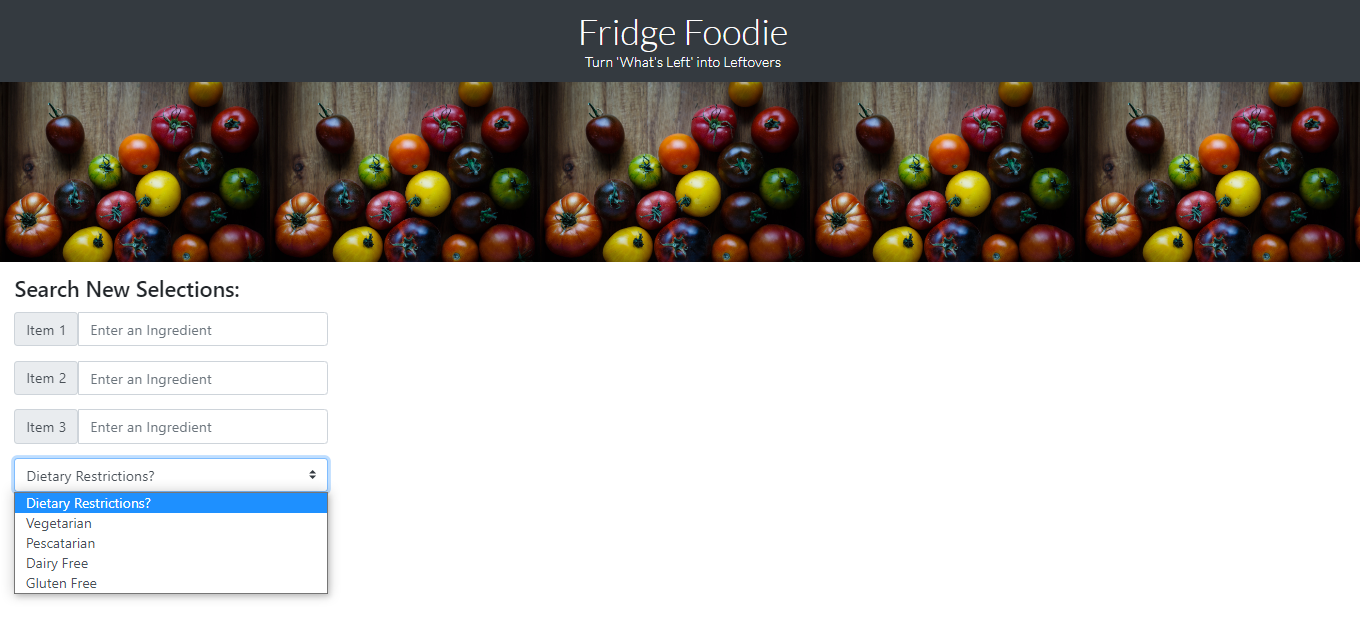 Fridge Foodie
Turn 'What's Left' into Leftovers
Search New Selections:
Item 1 Enter an Ingredient
Item 2 Enter an Ingredient
Item 3 Enter an Ingredient
Dietary Restrictions?
Dietary Restrictions?
Vegetarian
Pescatarian
Dairy Free
Gluten Free